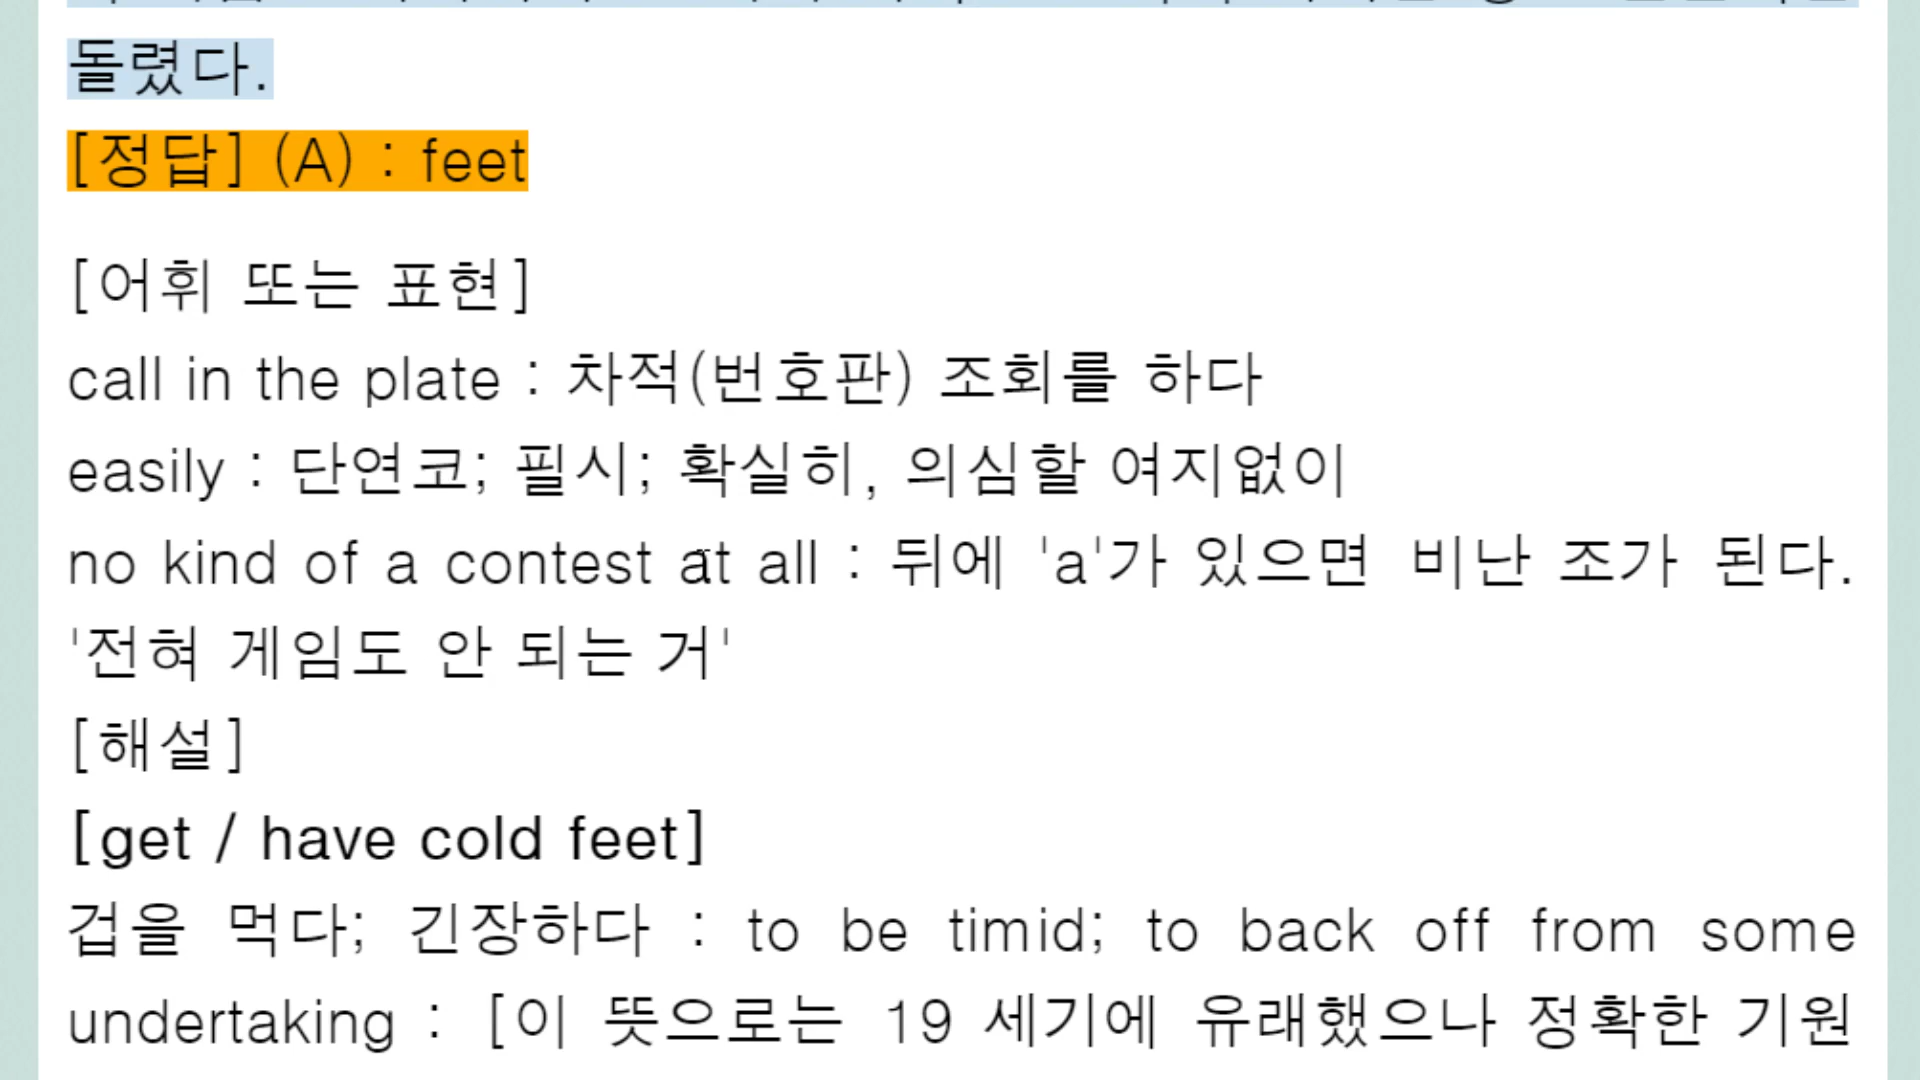 돌렸다.
[정답] (A) : feet
[어휘 또는 표현]
call in the plate : 차적(번호판) 조회를 하다
easily : 단연코; 필시; 확실히, 의심할 여지없이
no kind of a contest at all : 뒤에 'a'가 있으면 비난 조가 된다.
'전혀 게임도 안 되는 거'
[해설]
[get / have cold feet]
겁을 먹다; 긴장하다 : to be timid; to back off from some
undertaking : [이 뜻으로는 19 세기에 유래했으나 정확한 기원